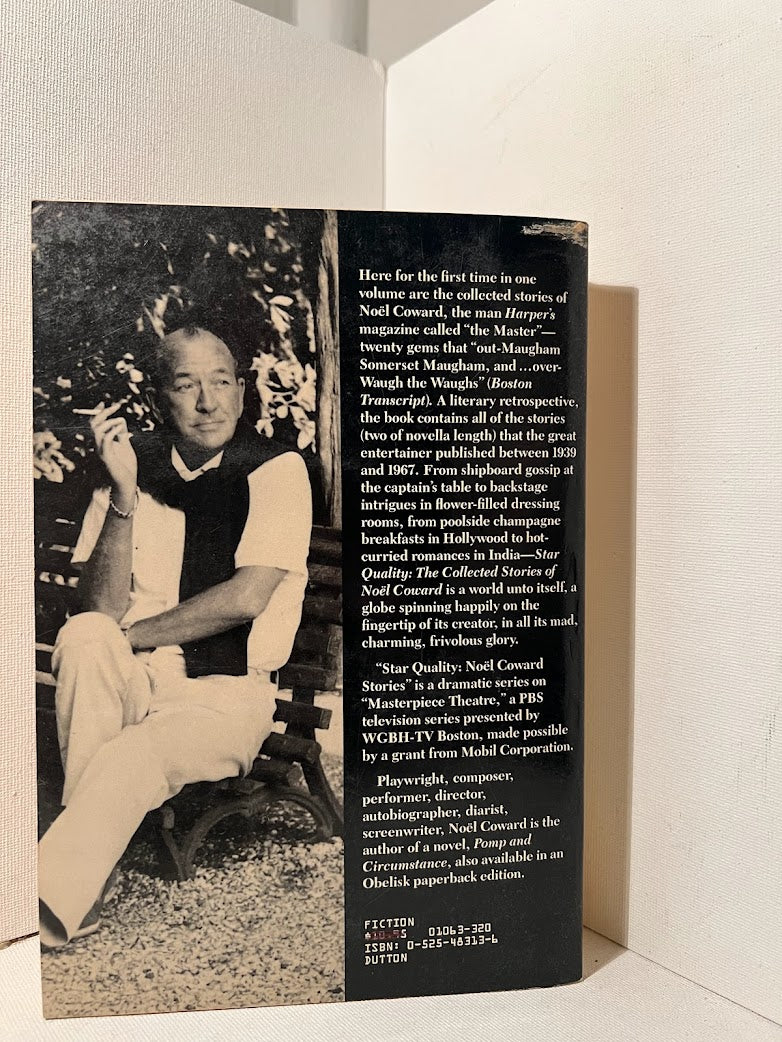 Here for the first time in one
volume are the collected stories of
Noël Coward, the man Harper's
magazine called "the Master"—
twenty gems that "out-Maugham
Somerset Maugham, and ...over-
Waugh the Waughs" (Boston
Transcript). A literary retrospective,
the book contains all of the stories
(two of novella length) that the great
entertainer published between 1939
and 1967. From shipboard gossip at
the captain's table to backstage
intrigues in flower-filled dressing
rooms, from poolside champagne
breakfasts in Hollywood to hot-
curried romances in India—Star
Quality: The Collected Stories of
Noël Coward is a world unto itself, a
globe spinning happily on the
fingertip of its creator, in all its mad,
charming, frivolous glory.
"Star Quality: Noël Coward
Stories" is a dramatic series on
"Masterpiece Theatre," a PBS
television series presented by
WGBH-TV Boston, made possible
by a grant from Mobil Corporation.
Playwright, composer,
performer, director,
autobiographer, diarist,
screenwriter, Noël Coward is the
author of a novel, Pomp and
Circumstance, also available in an
Obelisk paperback edition.
FICTION
01063-320
ISBN: 0-525-48313-6
DUTTON